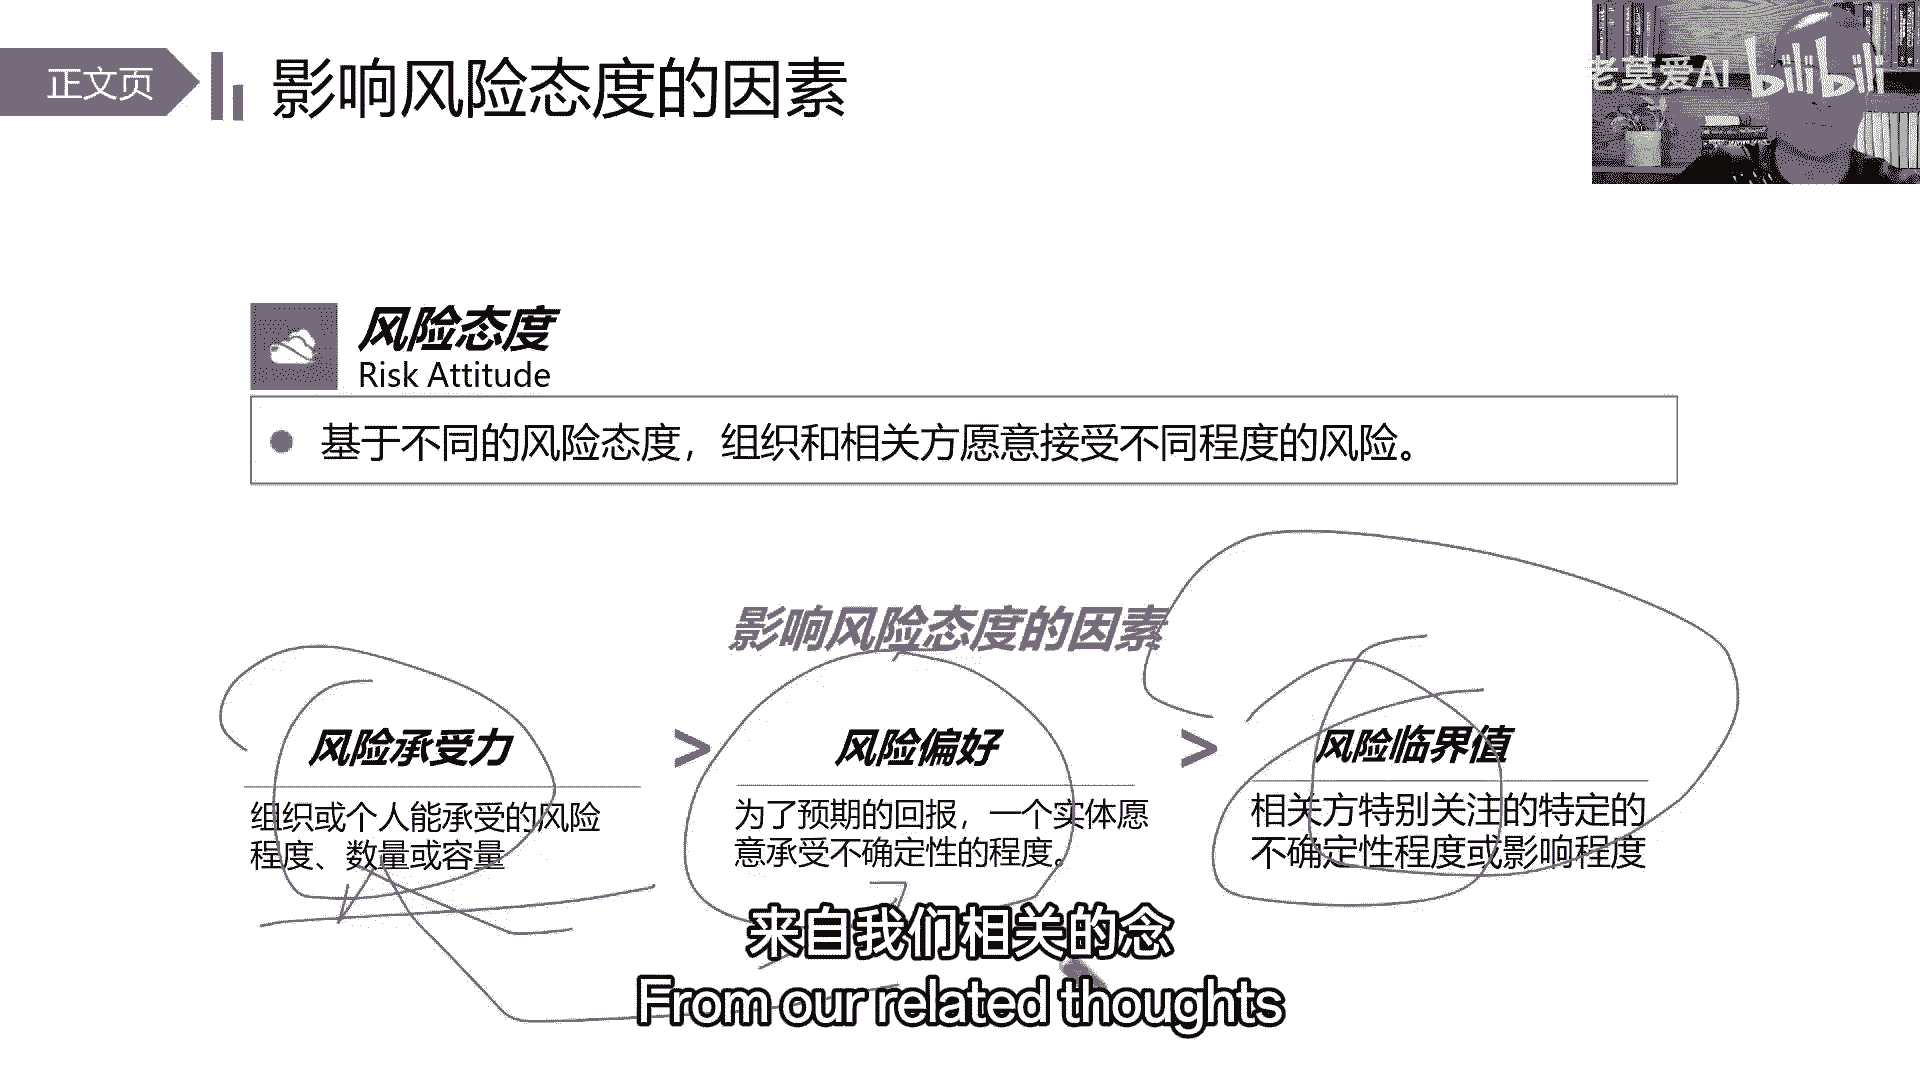 正文页
影响风险态度的因素
老莫爱AI bilibili
风险态度
Risk Attitude
基于不同的风险态度，组织和相关方愿意接受不同程度的风险。
影响风险态度的因素
风险承受力 > 风险偏好 > 风险临界值
组织或个人能承受的风险
程度、数量或容量
为了预期的回报，一个实体愿
意承受不确定性的程度。
相关方特别关注的特定的
不确定性程度或影响程度
来自我们相关的念
From our related thoughts